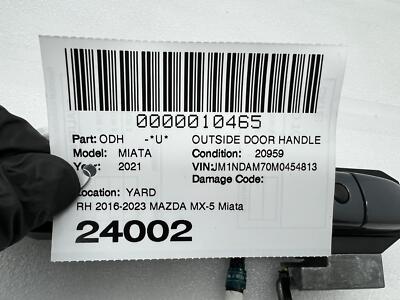 0000010465
Part: ODH -*U* OUTSIDE DOOR HANDLE
Model: MIATA Condition: 20959
Year: 2021 VIN:JM1NDAM70M0454813
Damage Code:
Location: YARD
RH 2016-2023 MAZDA MX-5 Miata
24002